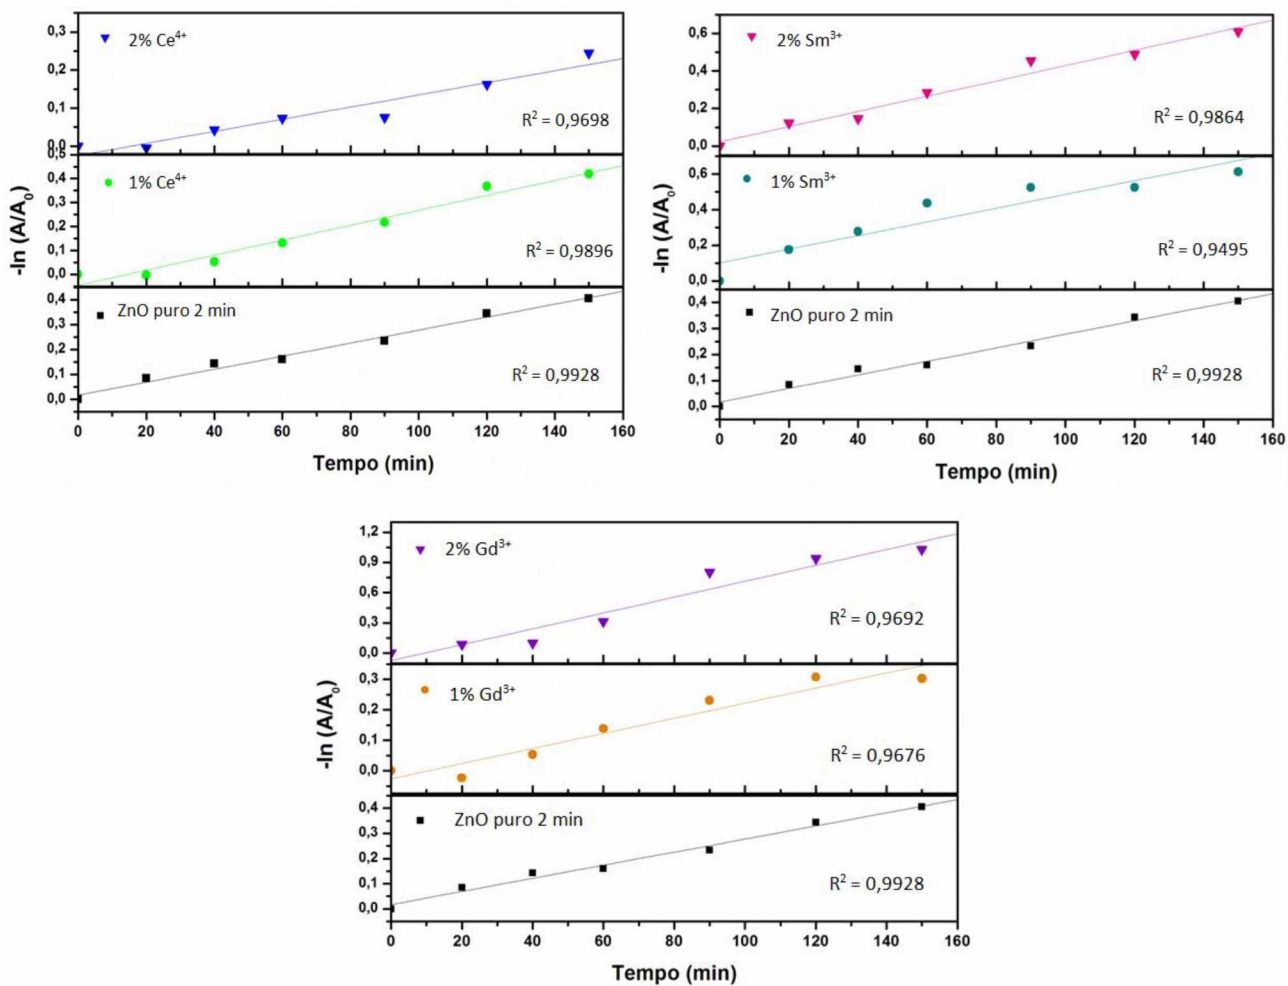 -ln (A/A₀)
0,3
2% Ce⁴⁺
0,2
0,1
R² = 0,9698
0,0
0,5
0,4
1% Ce⁴⁺
0,3
0,2
0,1
R² = 0,9896
0,0
0,4
ZnO puro 2 min
0,3
0,2
0,1
R² = 0,9928
0,0
0 20 40 60 80 100 120 140 160
Tempo (min)
-ln (A/A₀)
0,6
2% Sm³⁺
0,4
0,2
R² = 0,9864
0,0
0,6
1% Sm³⁺
0,4
0,2
R² = 0,9495
0,0
0,4
ZnO puro 2 min
0,3
0,2
0,1
R² = 0,9928
0,0
0 20 40 60 80 100 120 140 160
Tempo (min)
-ln (A/A₀)
1,2
2% Gd³⁺
0,9
0,6
0,3
R² = 0,9692
0,0
0,3
1% Gd³⁺
0,2
0,1
R² = 0,9676
0,0
0,4
ZnO puro 2 min
0,3
0,2
0,1
R² = 0,9928
0,0
0 20 40 60 80 100 120 140 160
Tempo (min)